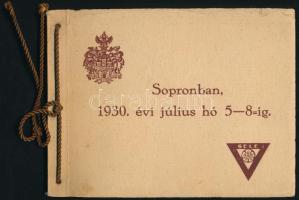 Sopronban,
1930. évi július hó 5—8-ig.